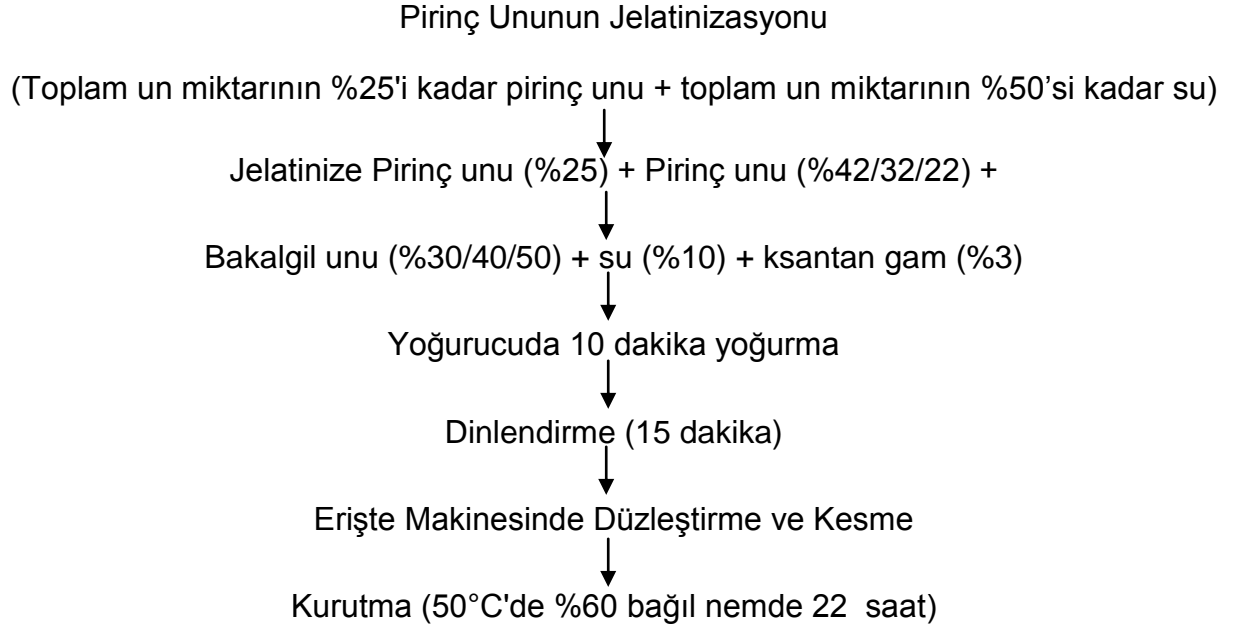 Pirinç Ununun Jelatinizasyonu
(Toplam un miktarının %25'i kadar pirinç unu + toplam un miktarının %50’si kadar su)
Jelatinize Pirinç unu (%25) + Pirinç unu (%42/32/22) +
Bakalgil unu (%30/40/50) + su (%10) + ksantan gam (%3)
Yoğurucuda 10 dakika yoğurma
Dinlendirme (15 dakika)
Erişte Makinesinde Düzleştirme ve Kesme
Kurutma (50°C'de %60 bağıl nemde 22 saat)